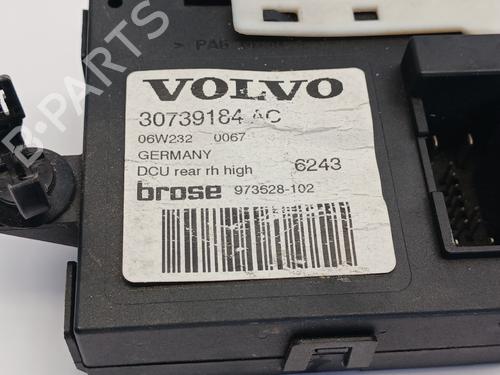 B-PARTS
VOLVO
30739184 AC
06W232 0067
GERMANY
DCU rear rh high 6243
brose 973528-102